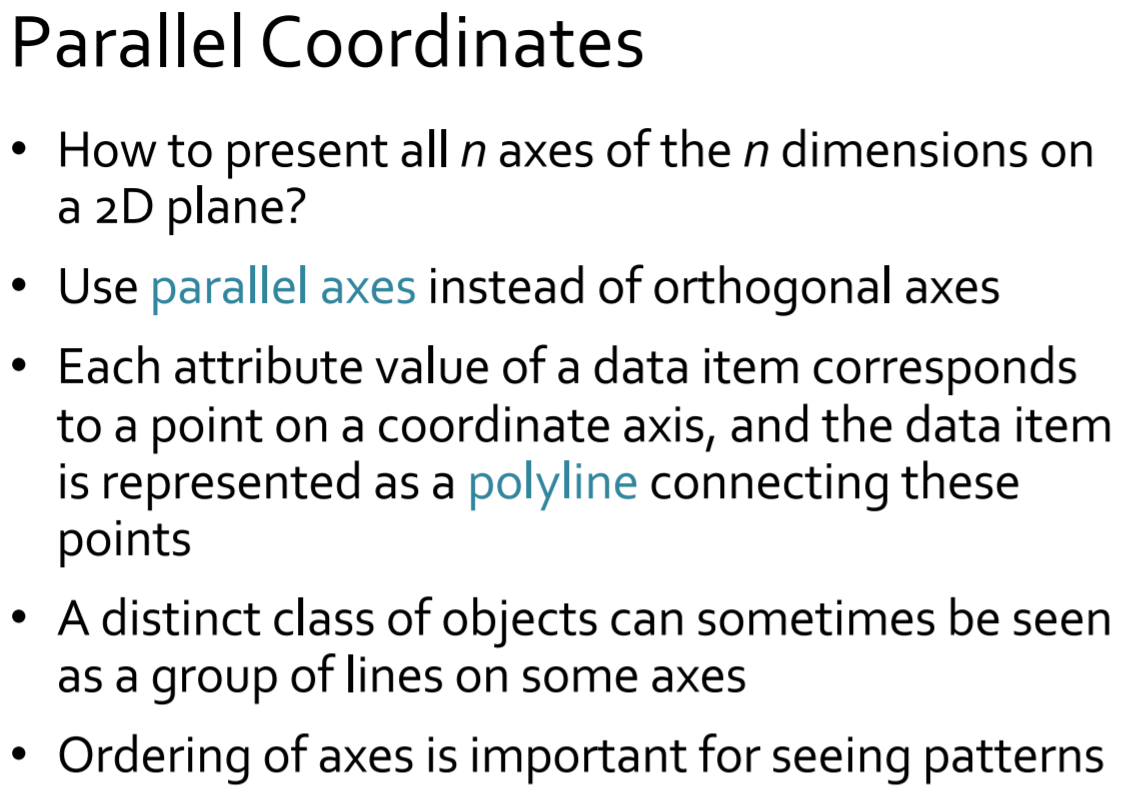 Parallel Coordinates
• How to present all n axes of the n dimensions on
a 2D plane?
• Use parallel axes instead of orthogonal axes
• Each attribute value of a data item corresponds
to a point on a coordinate axis, and the data item
is represented as a polyline connecting these
points
• A distinct class of objects can sometimes be seen
as a group of lines on some axes
• Ordering of axes is important for seeing patterns